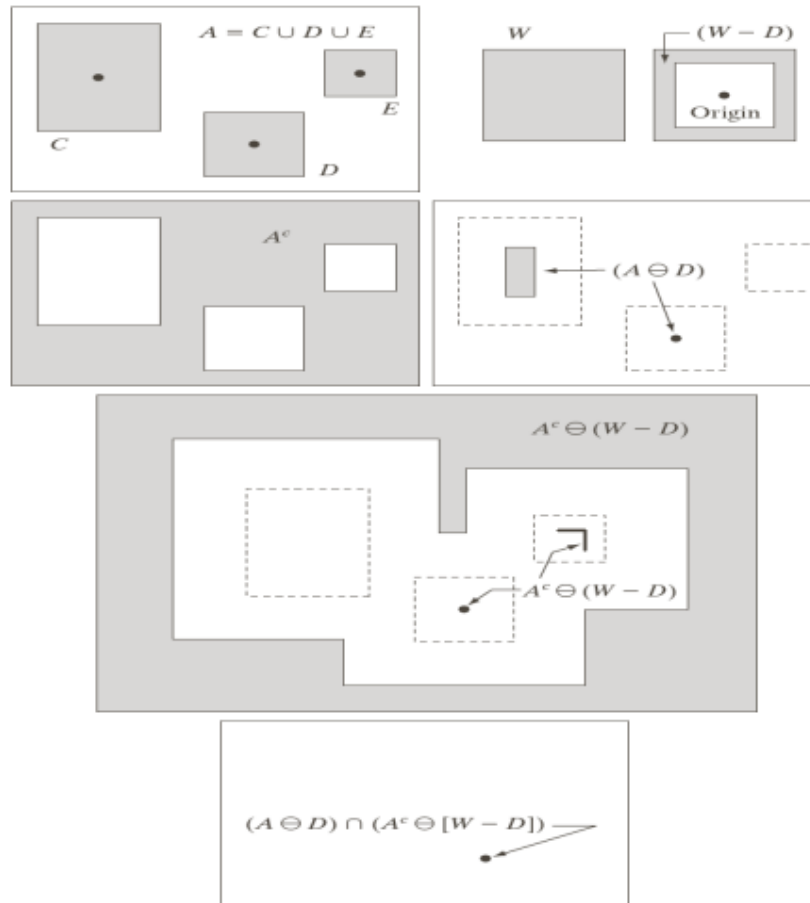 A = C ∪ D ∪ E
C
D
E
W
(W − D)
Origin
Aᶜ
(A ⊖ D)
Aᶜ ⊖ (W − D)
Aᶜ ⊖ (W − D)
(A ⊖ D) ∩ (Aᶜ ⊖ [W − D])